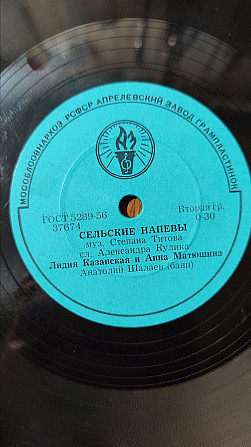 МОСОБЛСОВНАРХОЗ РСФСР АПРЕЛЕВСКИЙ ЗАВОД ГРАМПЛАСТИНОК
ГОСТ 5289-56
Вторая гр.
37674
0-30
СЕЛЬСКИЕ НАПЕВЫ
муз. Степана Титова
сл. Александра Кулика
Лидия Казанская и Анна Матюшина
Анатолий Шалаев (баян)